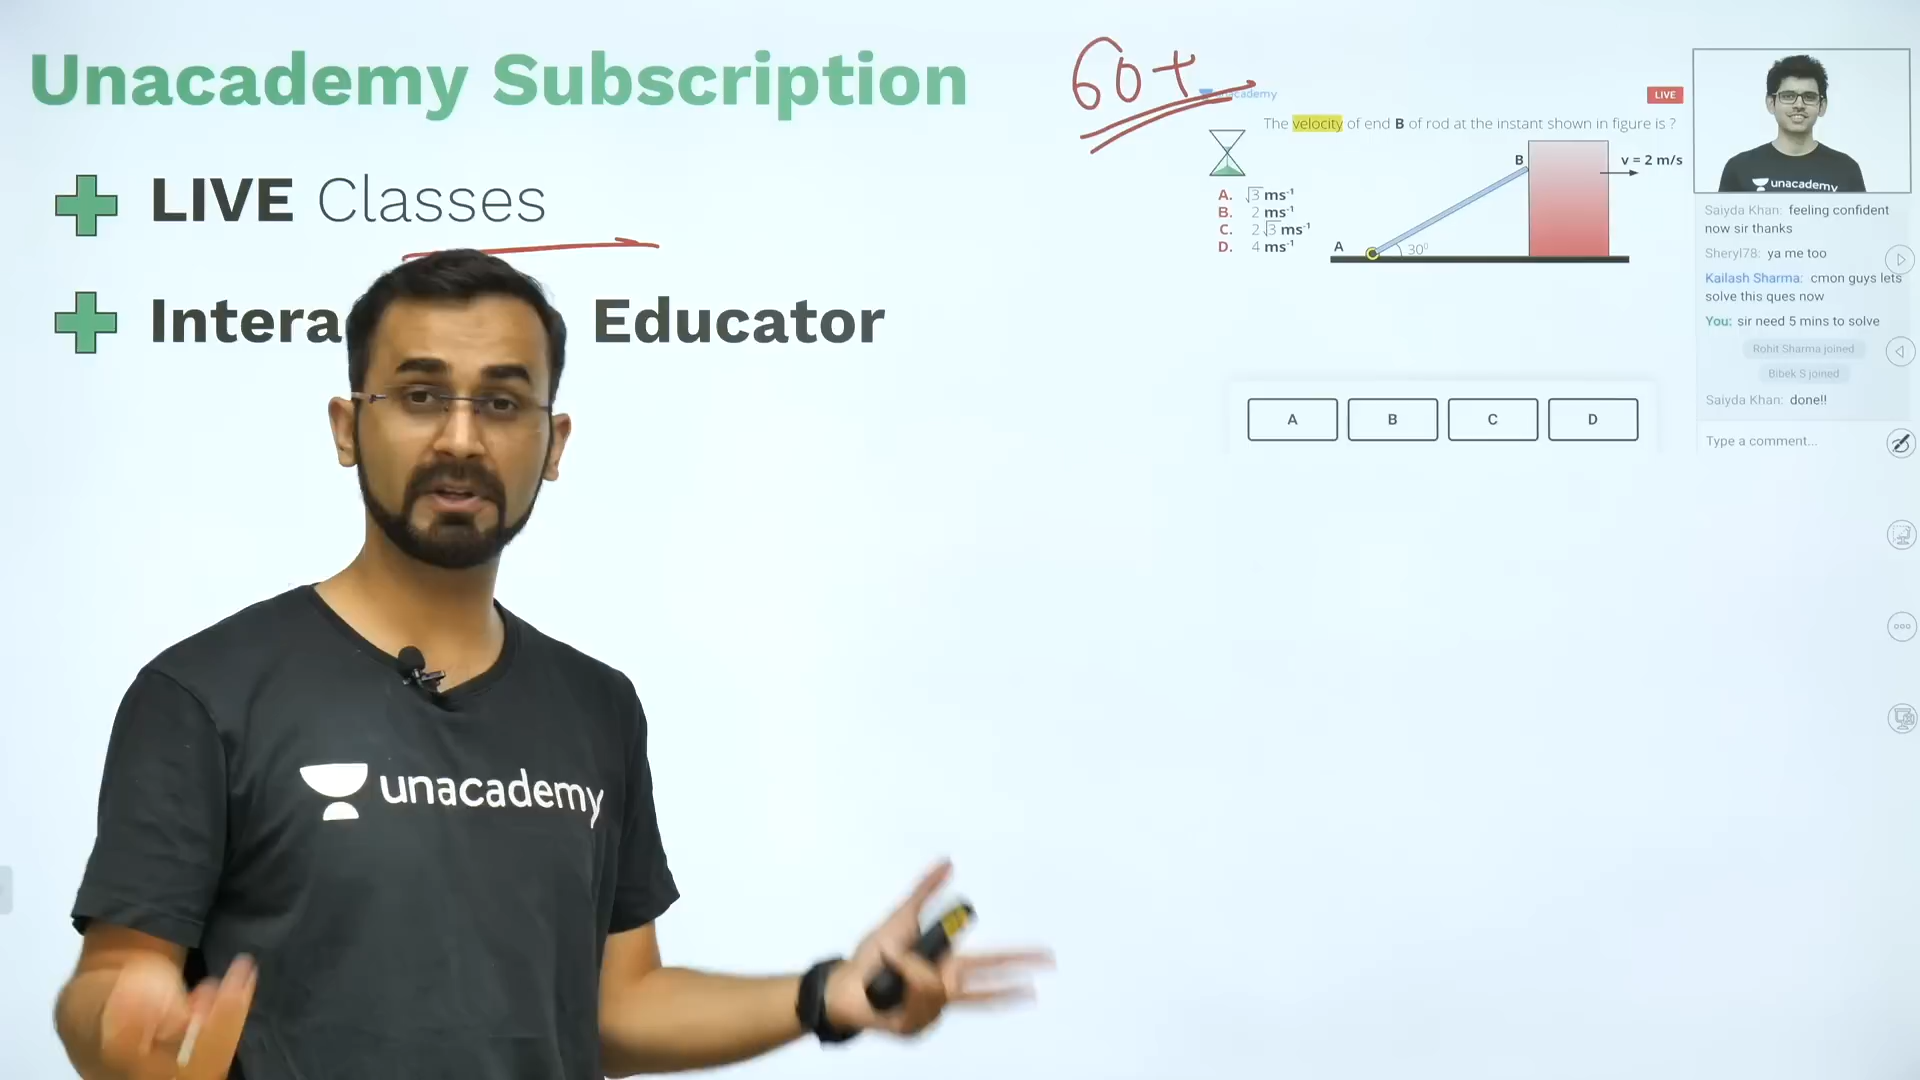 Unacademy Subscription
LIVE Classes
Intera Educator
60+
unacademy
LIVE
The velocity of end B of rod at the instant shown in figure is ?
A. √3 ms⁻¹
B. 2 ms⁻¹
C. 2√3 ms⁻¹
D. 4 ms⁻¹
B
v = 2 m/s
A
30⁰
A B C D
unacademy
Saiyda Khan: feeling confident
now sir thanks
Sheryl78: ya me too
Kailash Sharma: cmon guys lets
solve this ques now
You: sir need 5 mins to solve
Rohit Sharma joined
Bibek S joined
Saiyda Khan: done!!
Type a comment...
unacademy